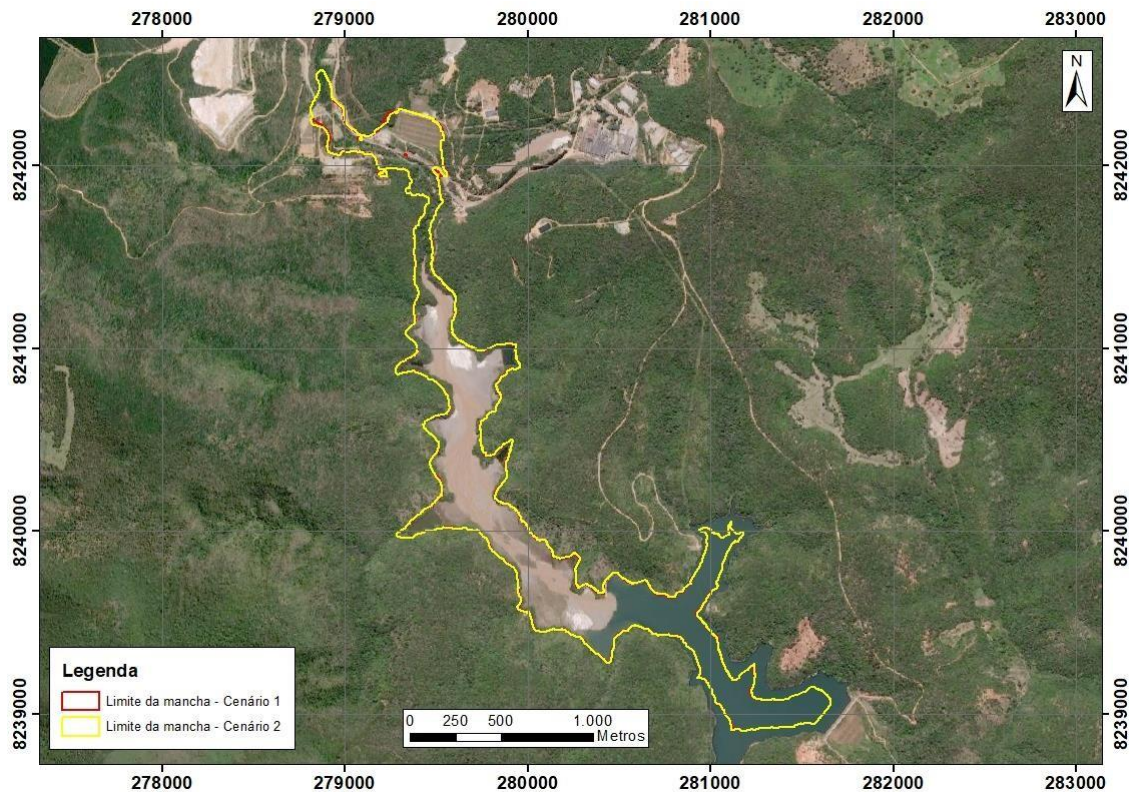 278000 279000 280000 281000 282000 283000
N
8242000 8242000
8241000 8241000
8240000 8240000
8239000 8239000
Legenda
Limite da mancha - Cenário 1
Limite da mancha - Cenário 2
0 250 500 1.000
Metros
278000 279000 280000 281000 282000 283000